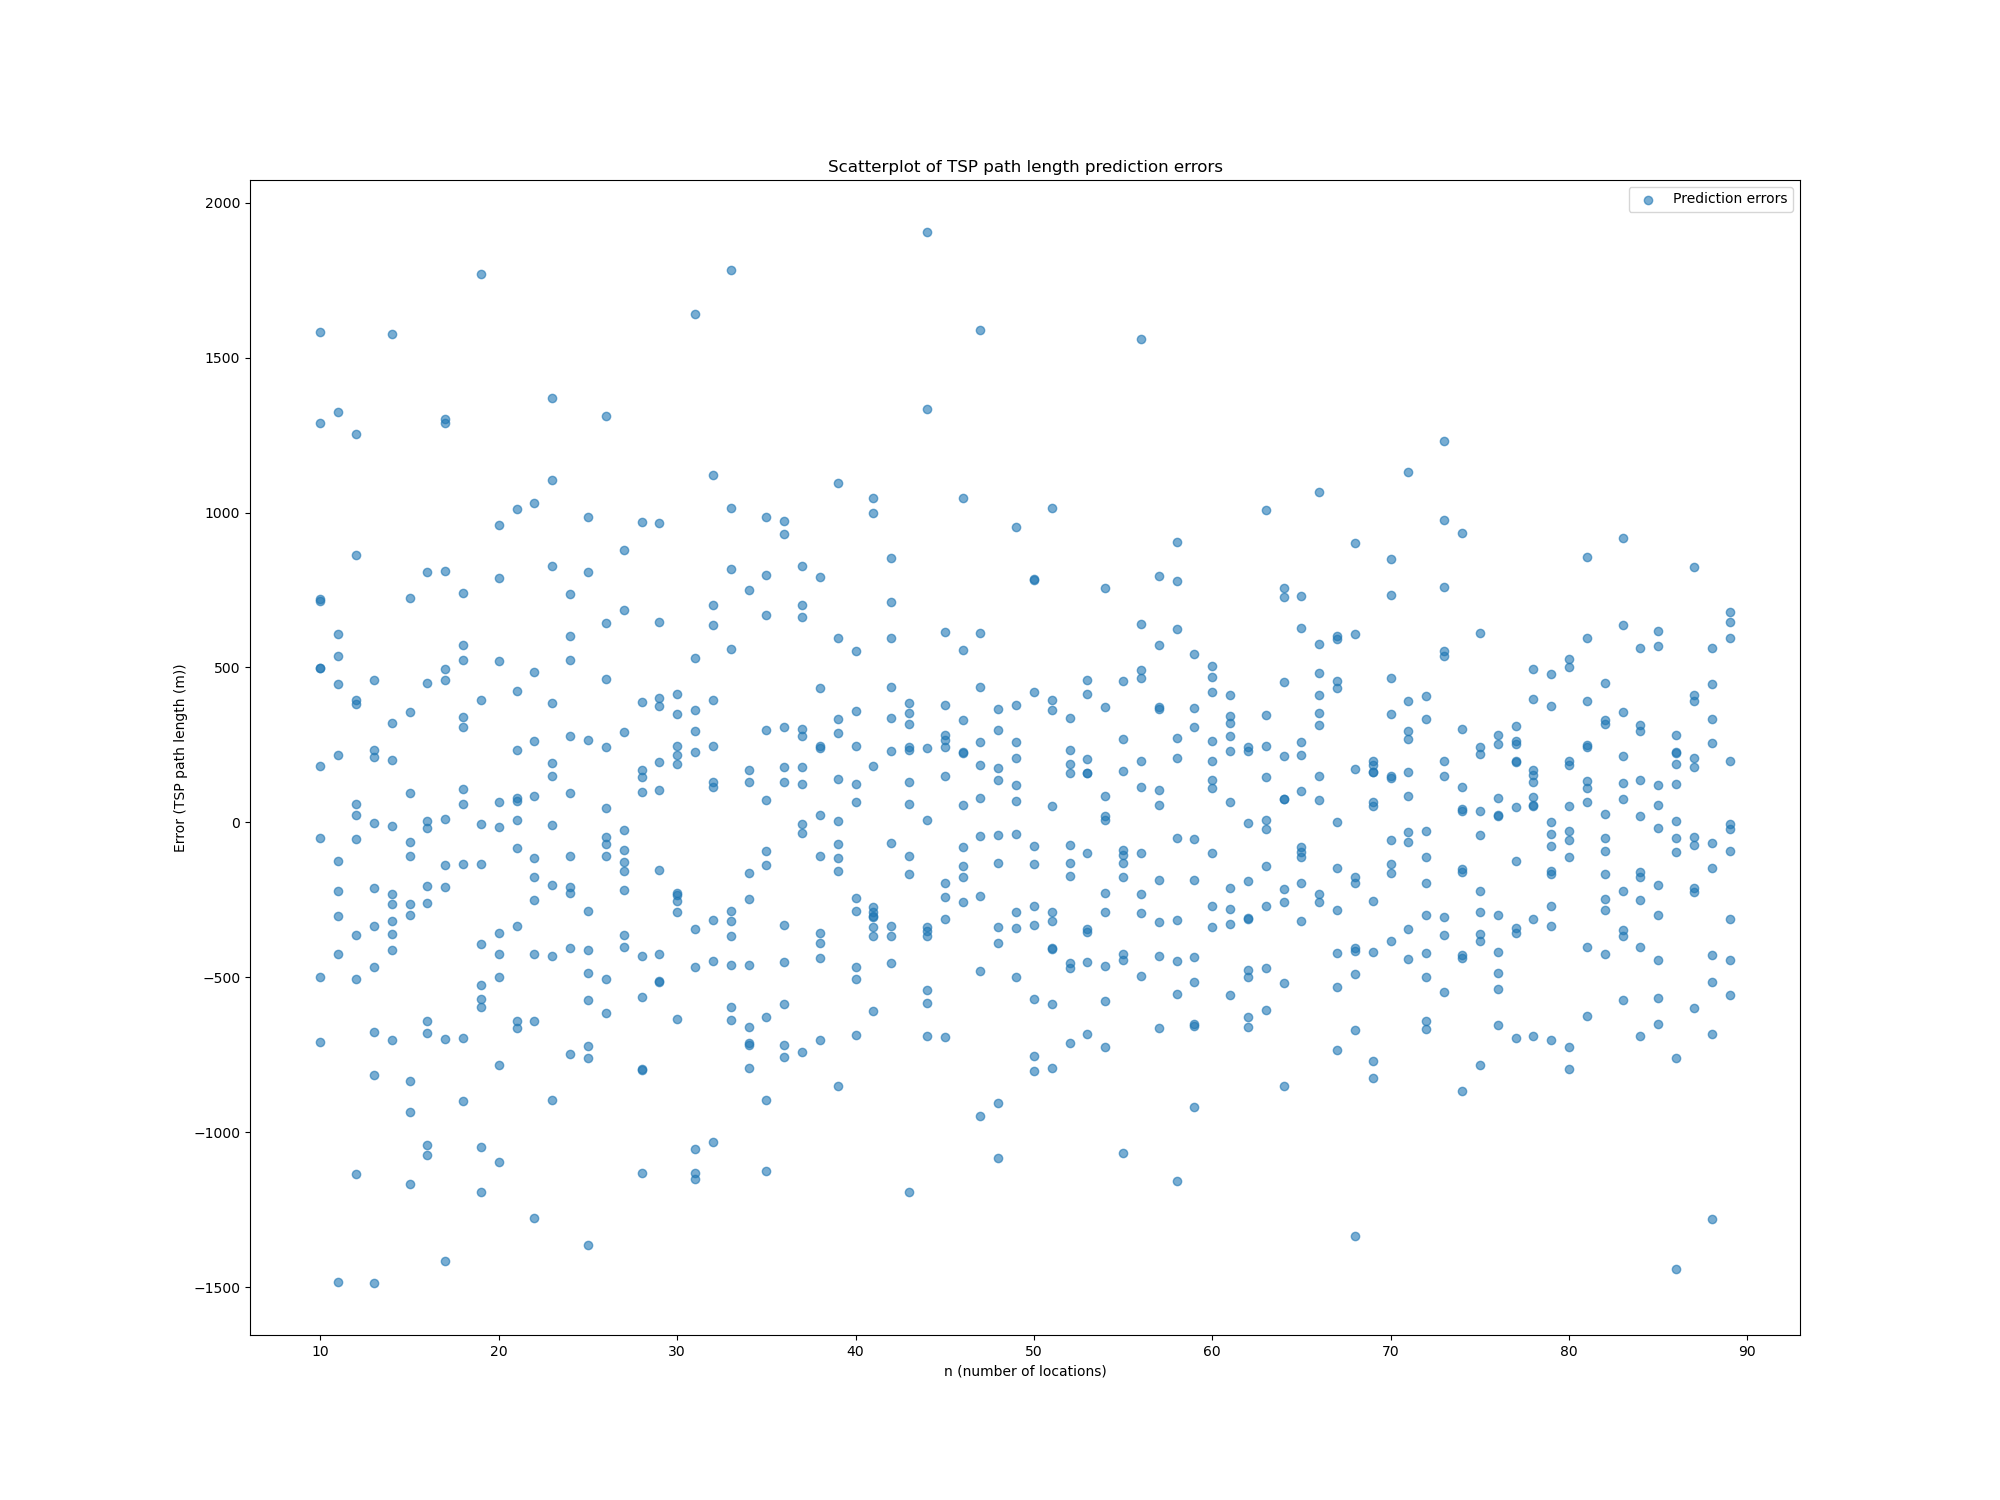 Scatterplot of TSP path length prediction errors
Prediction errors
2000
1500
1000
500
0
−500
−1000
−1500
Error (TSP path length (m))
10 20 30 40 50 60 70 80 90
n (number of locations)